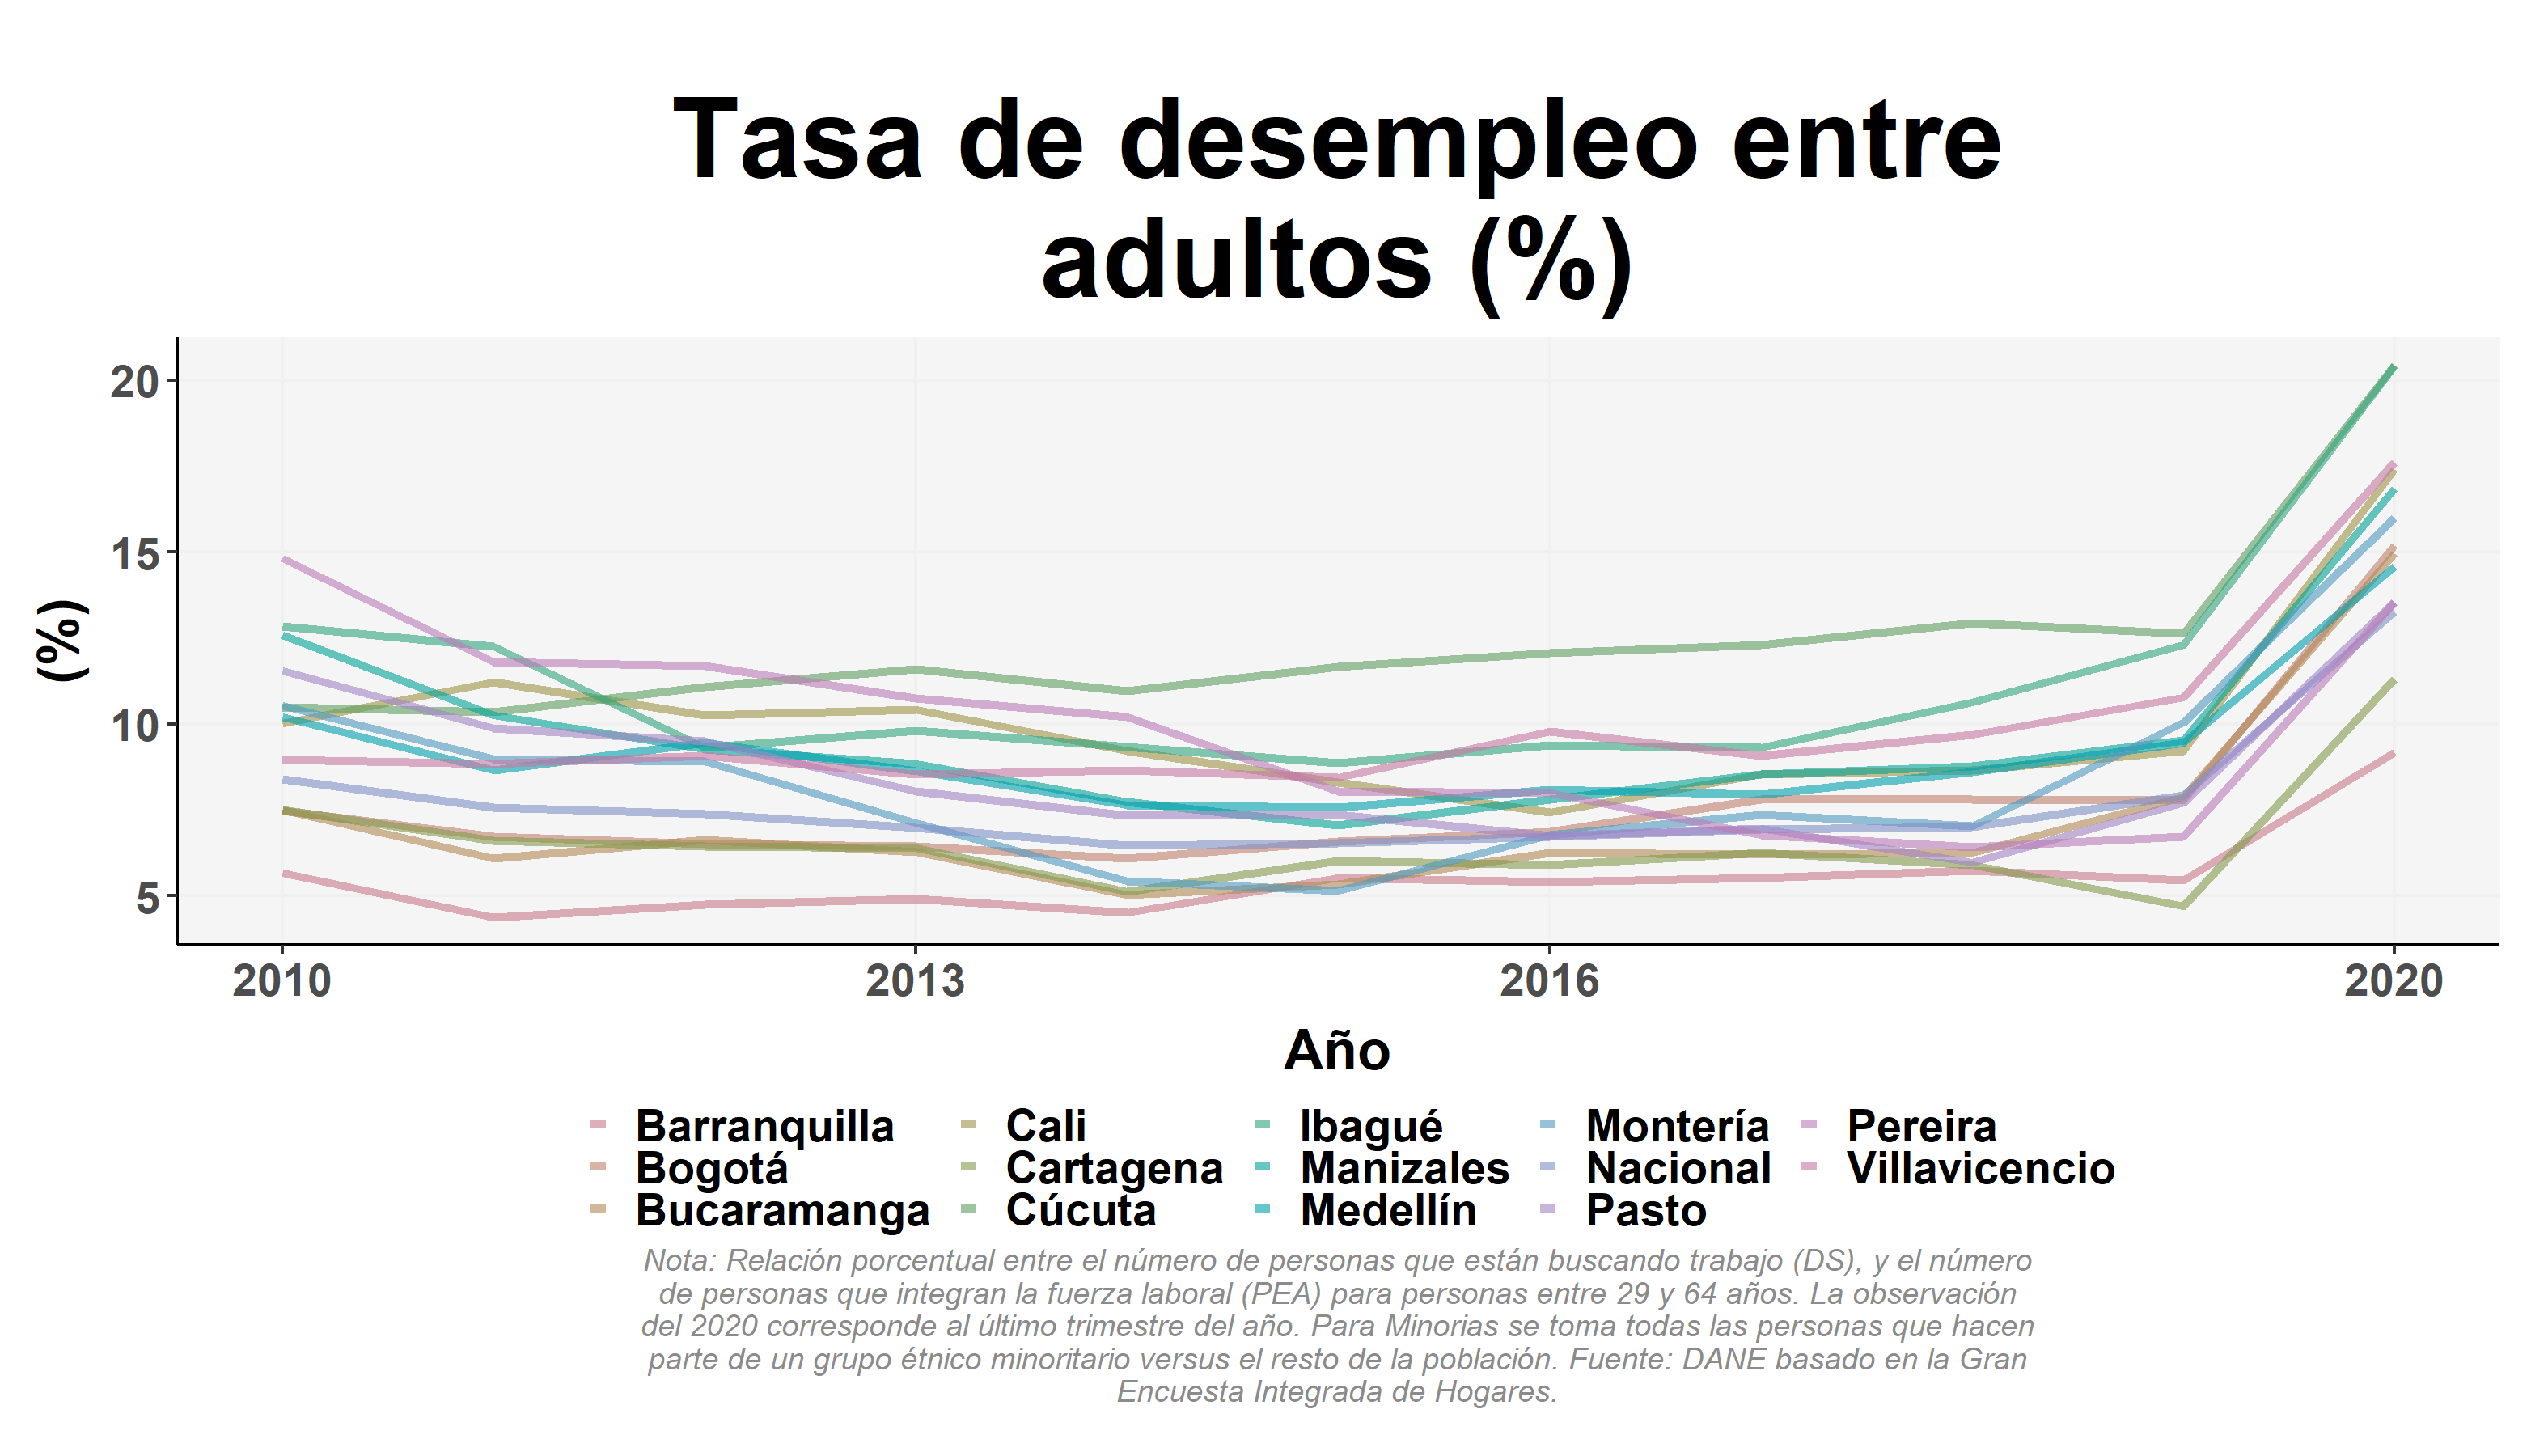 Tasa de desempleo entre
adultos (%)
(%)
20
15
10
5
2010 2013 2016 2020
Año
Barranquilla Cali Ibagué Montería Pereira
Bogotá Cartagena Manizales Nacional Villavicencio
Bucaramanga Cúcuta Medellín Pasto
Nota: Relación porcentual entre el número de personas que están buscando trabajo (DS), y el número
de personas que integran la fuerza laboral (PEA) para personas entre 29 y 64 años. La observación
del 2020 corresponde al último trimestre del año. Para Minorias se toma todas las personas que hacen
parte de un grupo étnico minoritario versus el resto de la población. Fuente: DANE basado en la Gran
Encuesta Integrada de Hogares.